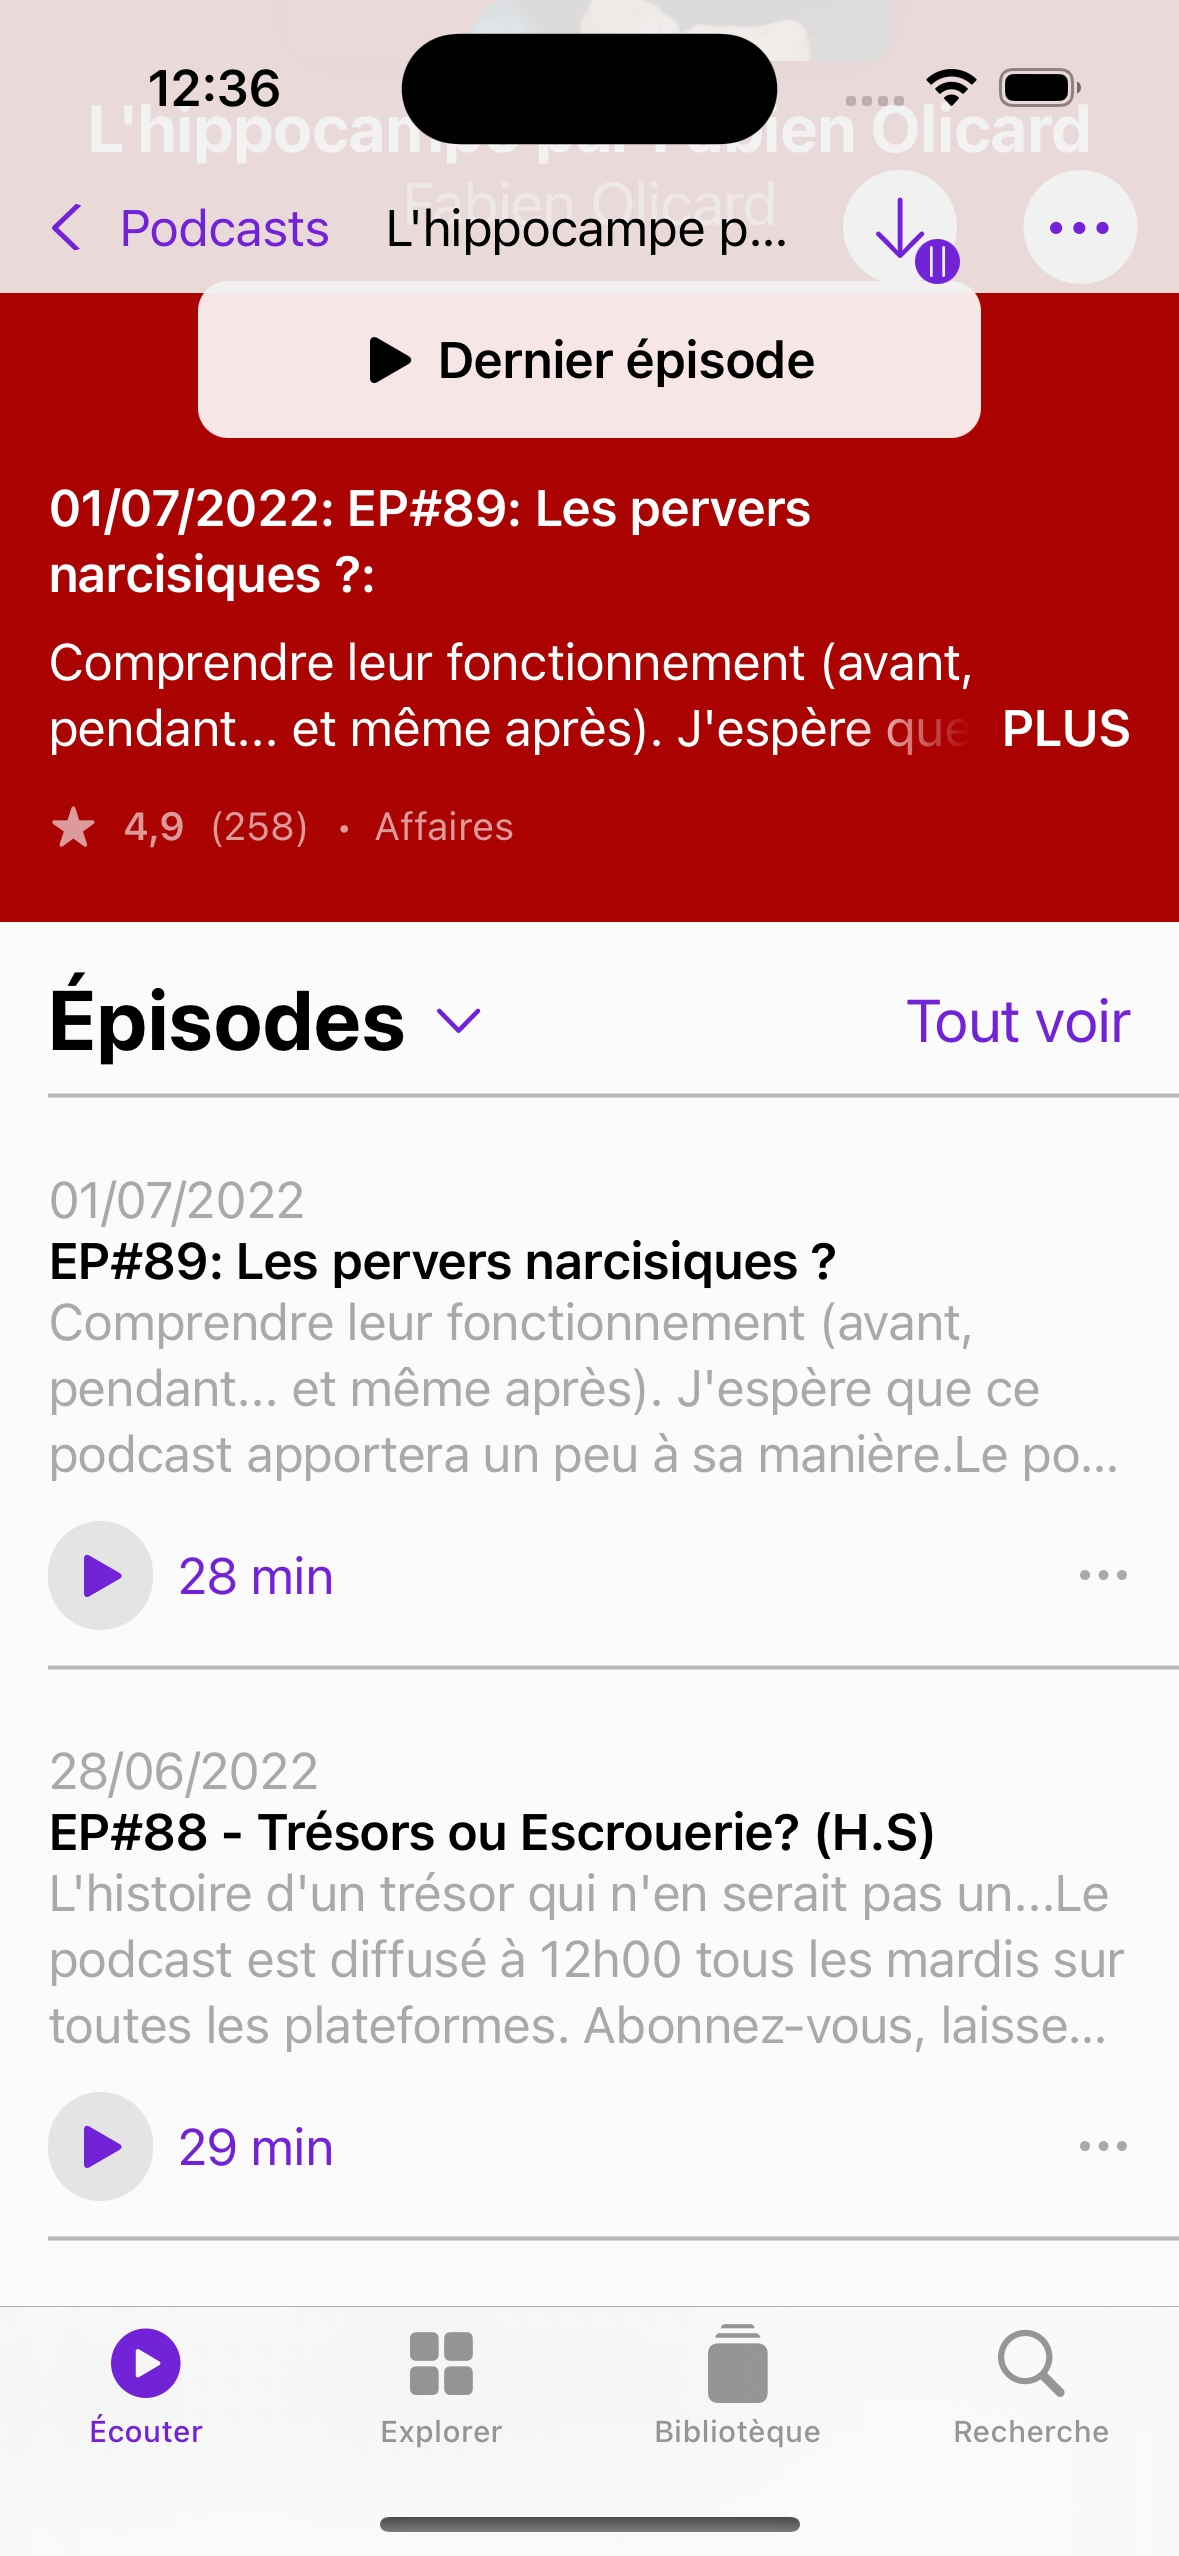 12:36
L'hippocampe par Fabien Olicard
Fabien Olicard
Podcasts
L'hippocampe p...
Dernier épisode
01/07/2022: EP#89: Les pervers
narcisiques ?:
Comprendre leur fonctionnement (avant,
pendant... et même après). J'espère que PLUS
4,9 (258) • Affaires
Épisodes
Tout voir
01/07/2022
EP#89: Les pervers narcisiques ?
Comprendre leur fonctionnement (avant,
pendant... et même après). J'espère que ce
podcast apportera un peu à sa manière.Le po...
28 min
28/06/2022
EP#88 - Trésors ou Escrouerie? (H.S)
L'histoire d'un trésor qui n'en serait pas un...Le
podcast est diffusé à 12h00 tous les mardis sur
toutes les plateformes. Abonnez-vous, laisse...
29 min
Écouter
Explorer
Bibliotèque
Recherche